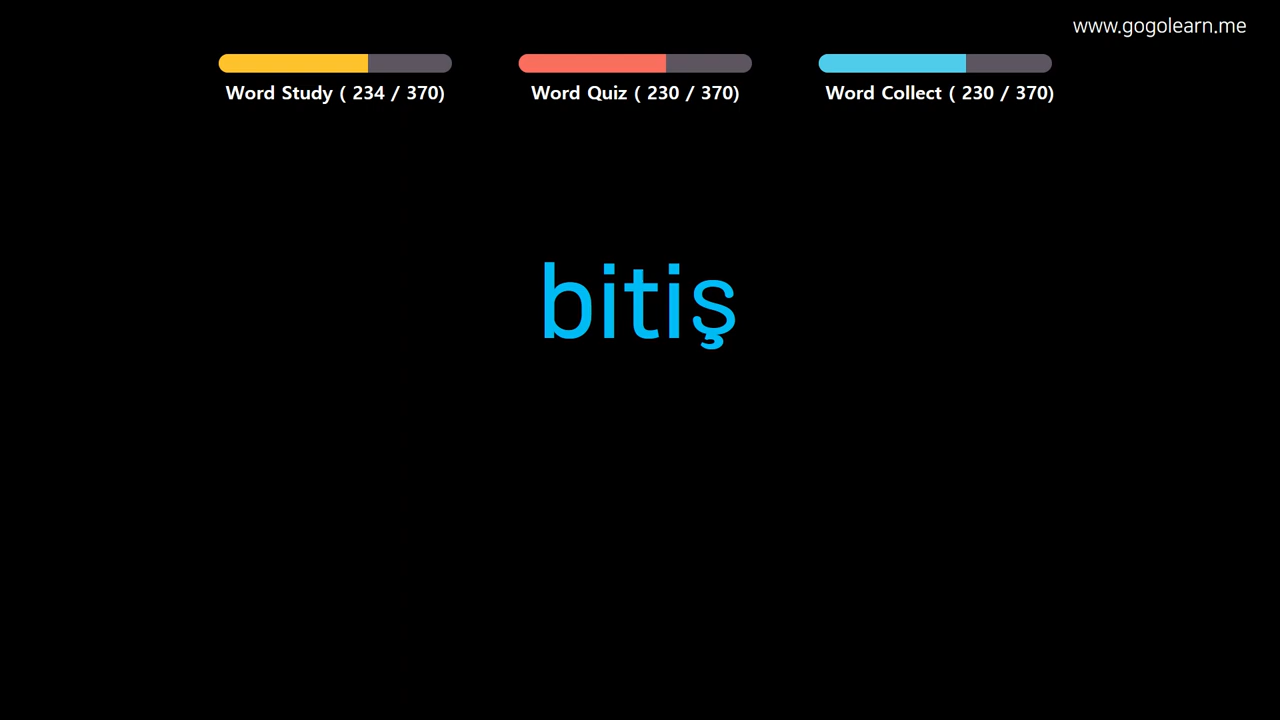 www.gogolearn.me
Word Study ( 234 / 370)
Word Quiz ( 230 / 370)
Word Collect ( 230 / 370)
bitiş